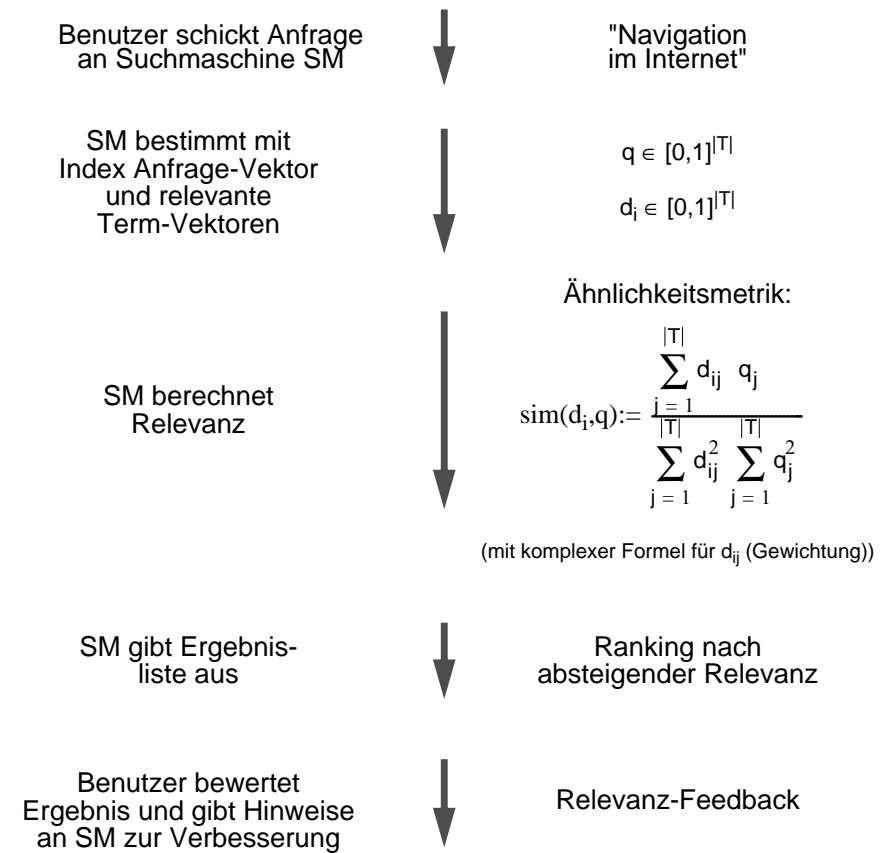 Benutzer schickt Anfrage
an Suchmaschine SM
"Navigation
im Internet"
SM bestimmt mit
Index Anfrage-Vektor
und relevante
Term-Vektoren
q ∈ [0,1]^|T|
d_i ∈ [0,1]^|T|
SM berechnet
Relevanz
Ähnlichkeitsmetrik:
|T|
∑ d_ij q_j
j = 1
sim(d_i,q):=
|T| |T|
∑ d_ij^2 ∑ q_j^2
j = 1 j = 1
(mit komplexer Formel für d_ij (Gewichtung))
SM gibt Ergebnis-
liste aus
Ranking nach
absteigender Relevanz
Benutzer bewertet
Ergebnis und gibt Hinweise
an SM zur Verbesserung
Relevanz-Feedback